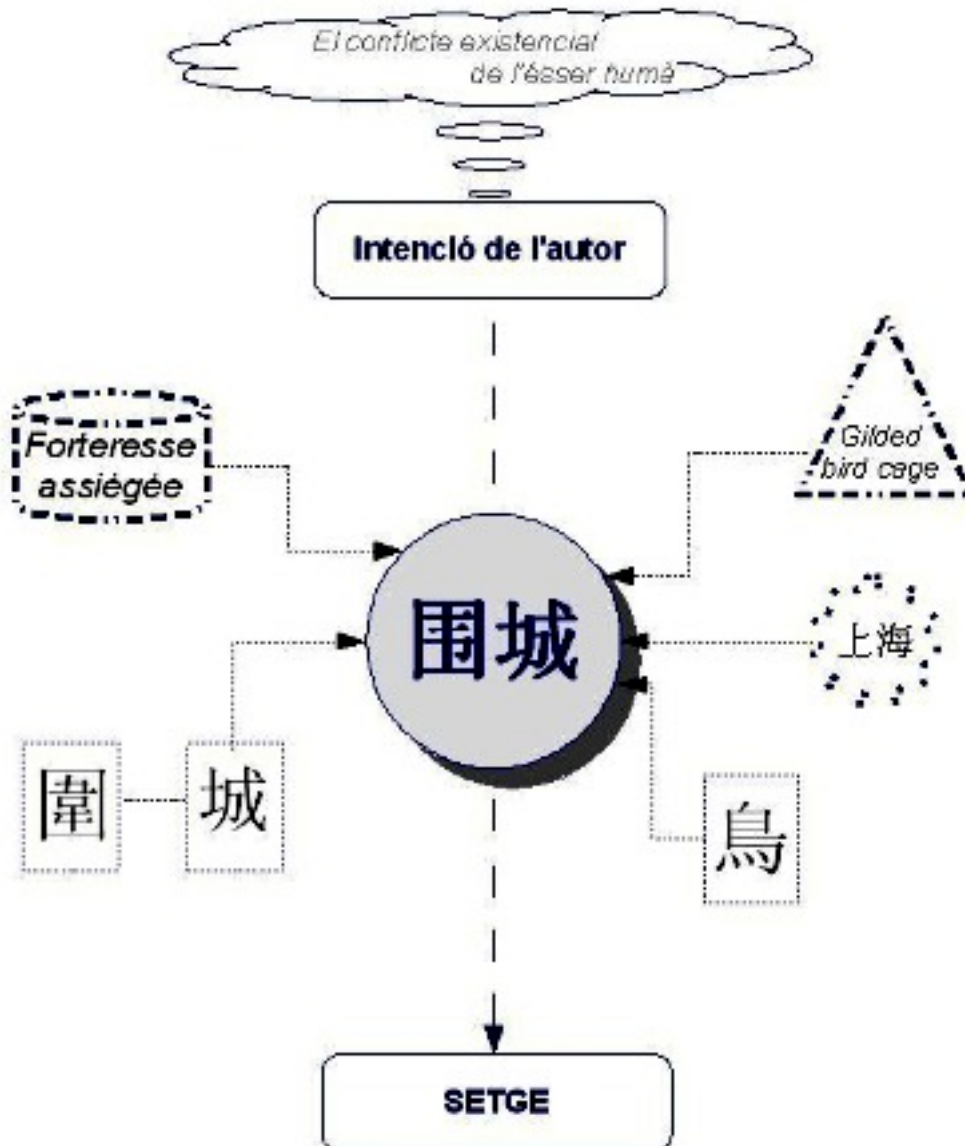 El conflicte existencial
de l'ésser humà
Intenció de l'autor
Forteresse
assiégée
Gilded
bird cage
围城
上海
圍
城
鳥
SETGE